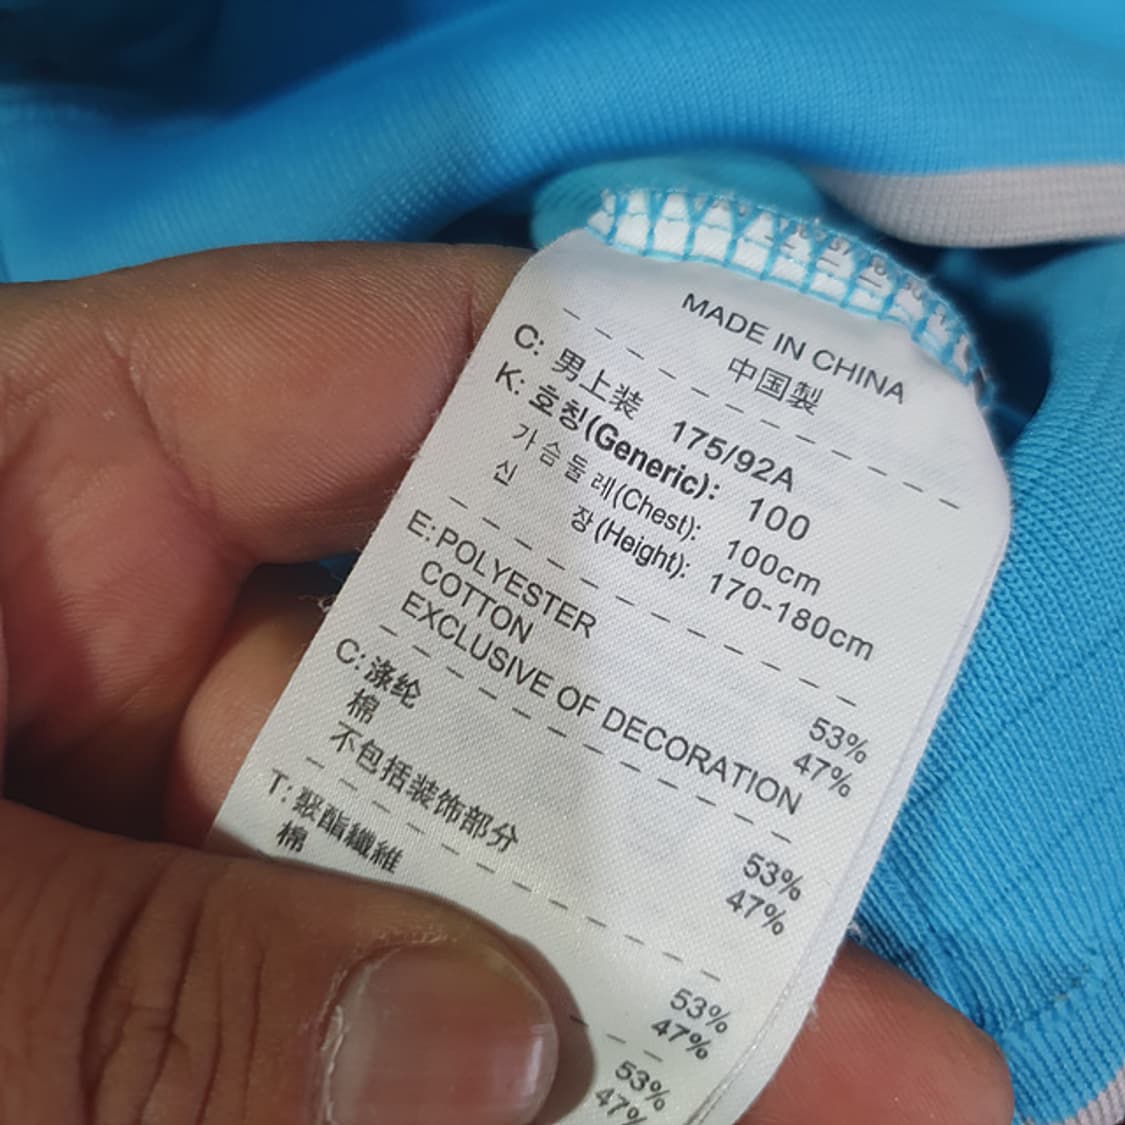 MADE IN CHINA
中国製
C: 男上装 175/92A
K: 호칭(Generic): 100
가슴둘레(Chest): 100cm
신 장(Height): 170-180cm
E: POLYESTER 53%
COTTON 47%
EXCLUSIVE OF DECORATION
C: 涤纶 53%
棉 47%
不包括装饰部分
T: 聚酯纖維 53%
棉 47%
53%
47%